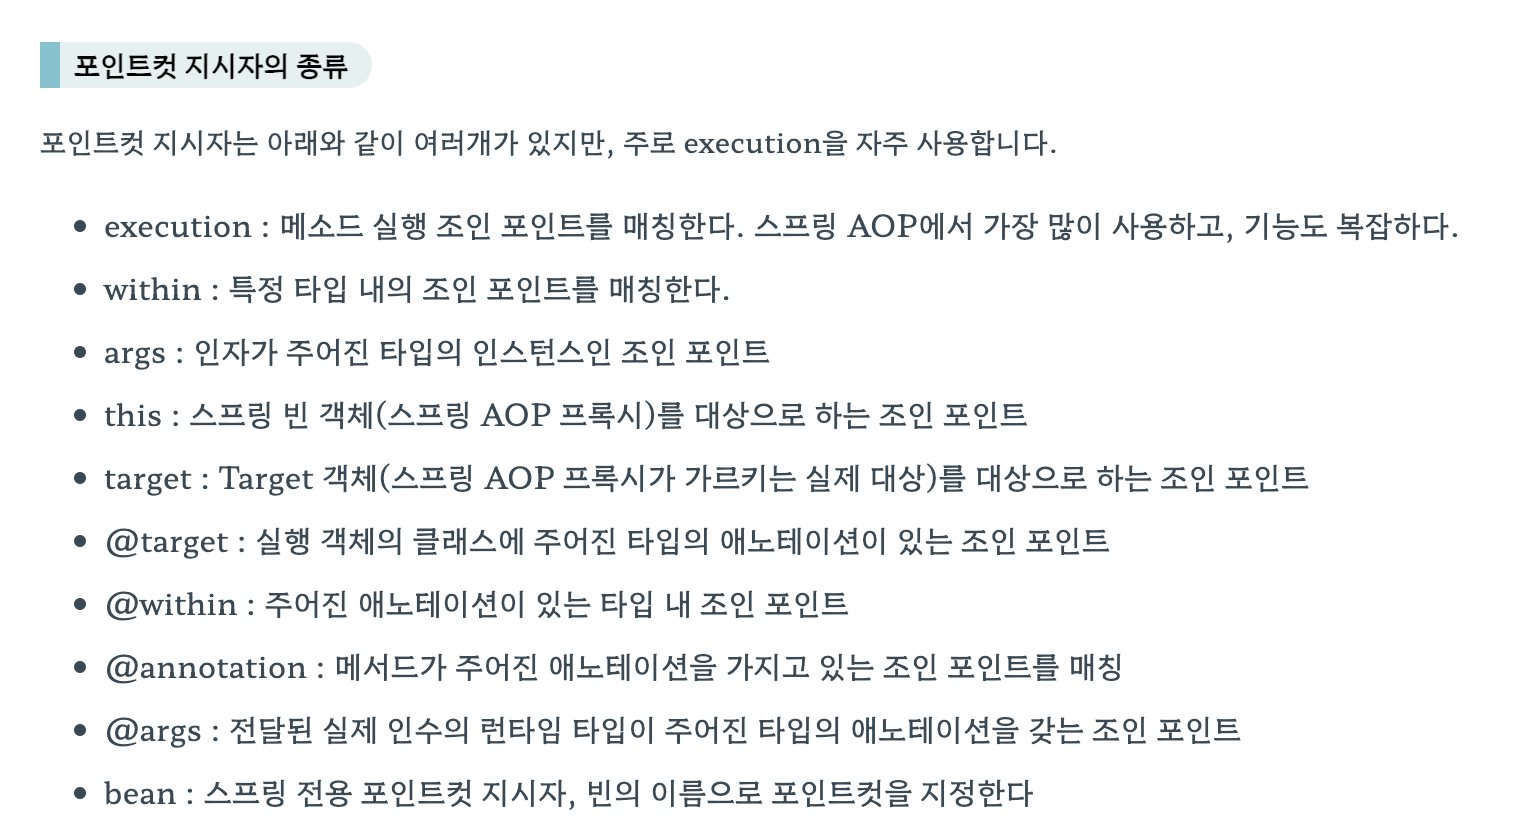 포인트컷 지시자의 종류
포인트컷 지시자는 아래와 같이 여러개가 있지만, 주로 execution을 자주 사용합니다.
• execution : 메소드 실행 조인 포인트를 매칭한다. 스프링 AOP에서 가장 많이 사용하고, 기능도 복잡하다.
• within : 특정 타입 내의 조인 포인트를 매칭한다.
• args : 인자가 주어진 타입의 인스턴스인 조인 포인트
• this : 스프링 빈 객체(스프링 AOP 프록시)를 대상으로 하는 조인 포인트
• target : Target 객체(스프링 AOP 프록시가 가르키는 실제 대상)를 대상으로 하는 조인 포인트
• @target : 실행 객체의 클래스에 주어진 타입의 애노테이션이 있는 조인 포인트
• @within : 주어진 애노테이션이 있는 타입 내 조인 포인트
• @annotation : 메서드가 주어진 애노테이션을 가지고 있는 조인 포인트를 매칭
• @args : 전달된 실제 인수의 런타임 타입이 주어진 타입의 애노테이션을 갖는 조인 포인트
• bean : 스프링 전용 포인트컷 지시자, 빈의 이름으로 포인트컷을 지정한다